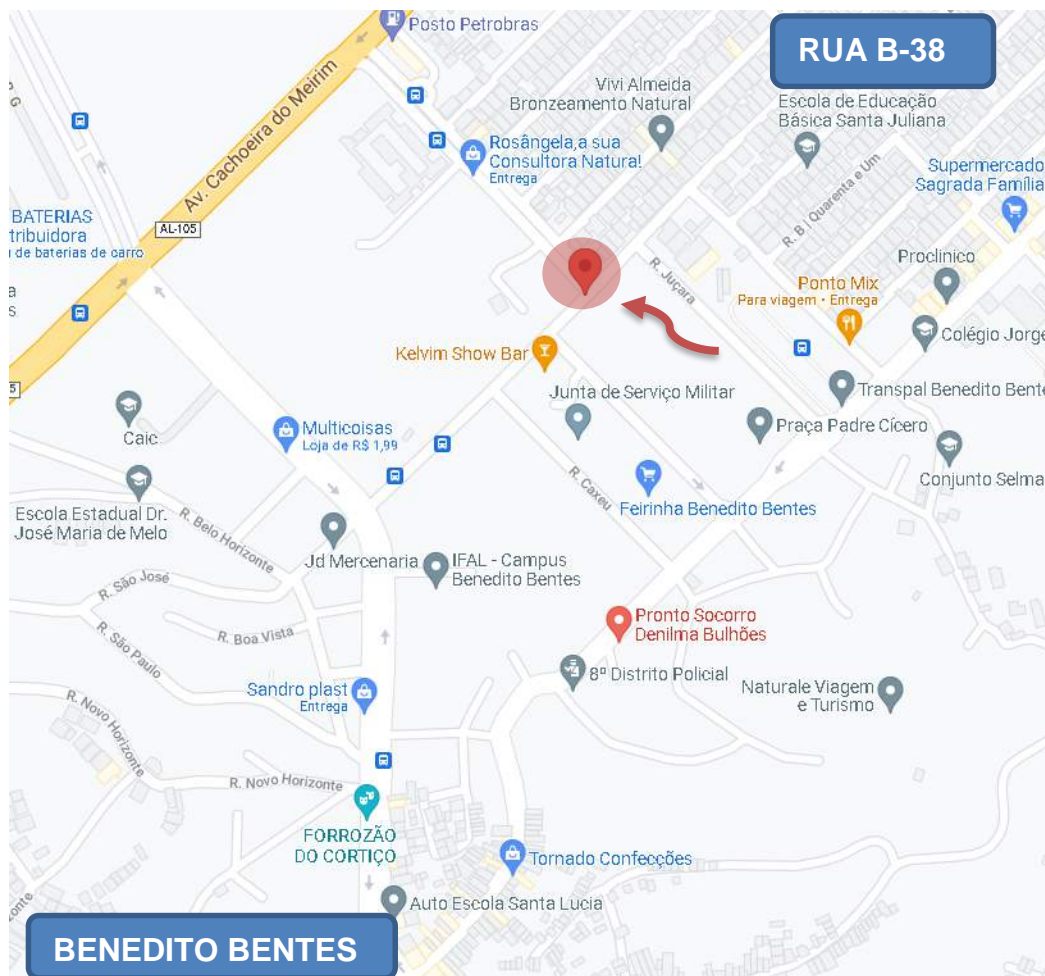 Posto Petrobras
RUA B-38
Av. Cachoeira do Meirim
Vivi Almeida
Bronzeamento Natural
Escola de Educação
Básica Santa Juliana
Rosângela,a sua
Consultora Natura!
Entrega
Supermercado
Sagrada Família
R. B I Quarenta e Um
BATERIAS
tribuidora
de baterias de carro
AL-105
R. Juçara
Proclinico
Ponto Mix
Para viagem • Entrega
Colégio Jorge
Kelvim Show Bar
Junta de Serviço Militar
Transpal Benedito Bent
Praça Padre Cícero
Caic
Multicoisas
Loja de R$ 1,99
Conjunto Selma
R. Caxeu
Feirinha Benedito Bentes
Escola Estadual Dr.
José Maria de Melo
R. Belo Horizonte
Jd Mercenaria
IFAL - Campus
Benedito Bentes
R. São José
R. Boa Vista
R. São Paulo
Pronto Socorro
Denilma Bulhões
8º Distrito Policial
Naturale Viagem
e Turismo
Sandro plast
Entrega
R. Novo Horizonte
R. Novo Horizonte
FORROZÃO
DO CORTIÇO
Tornado Confecções
Auto Escola Santa Lucia
BENEDITO BENTES